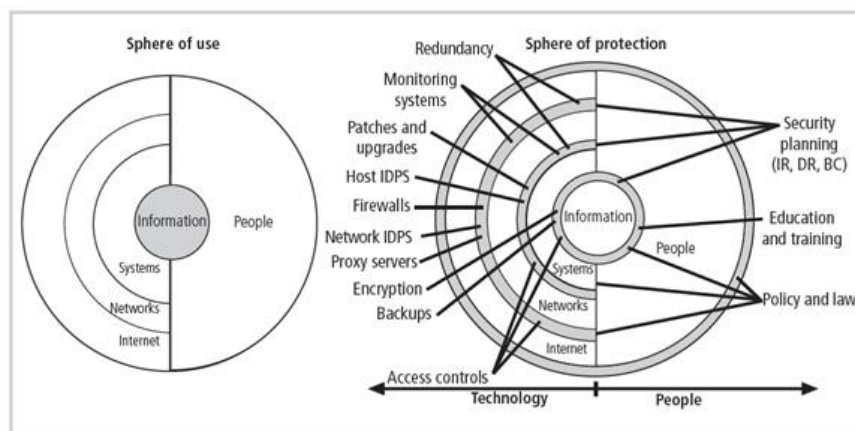 Sphere of use
Information
People
Systems
Networks
Internet
Sphere of protection
Redundancy
Monitoring
systems
Patches and
upgrades
Host IDPS
Firewalls
Network IDPS
Proxy servers
Encryption
Backups
Access controls
Information
People
Systems
Networks
Internet
Security
planning
(IR, DR, BC)
Education
and training
Policy and law
Technology
People